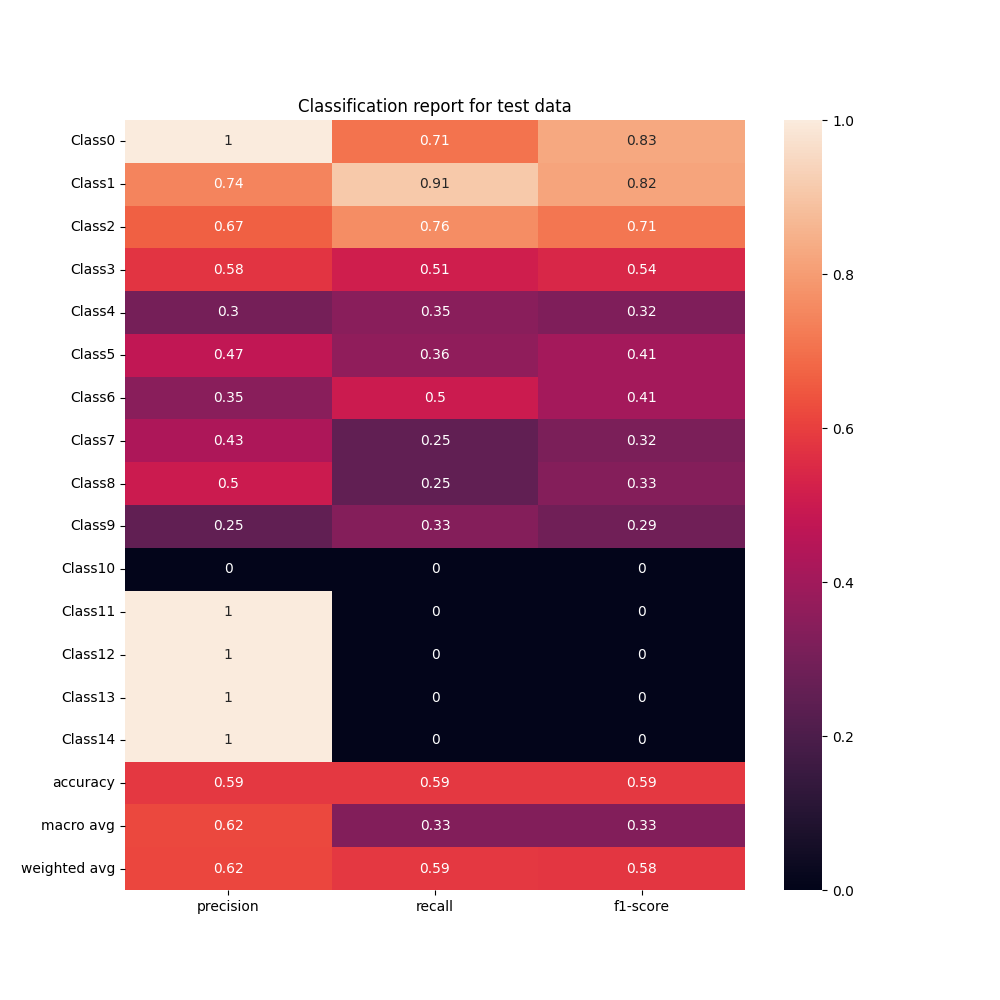 Classification report for test data
Class0 1 0.71 0.83
Class1 0.74 0.91 0.82
Class2 0.67 0.76 0.71
Class3 0.58 0.51 0.54
Class4 0.3 0.35 0.32
Class5 0.47 0.36 0.41
Class6 0.35 0.5 0.41
Class7 0.43 0.25 0.32
Class8 0.5 0.25 0.33
Class9 0.25 0.33 0.29
Class10 0 0 0
Class11 1 0 0
Class12 1 0 0
Class13 1 0 0
Class14 1 0 0
accuracy 0.59 0.59 0.59
macro avg 0.62 0.33 0.33
weighted avg 0.62 0.59 0.58
precision recall f1-score
1.0
0.8
0.6
0.4
0.2
0.0